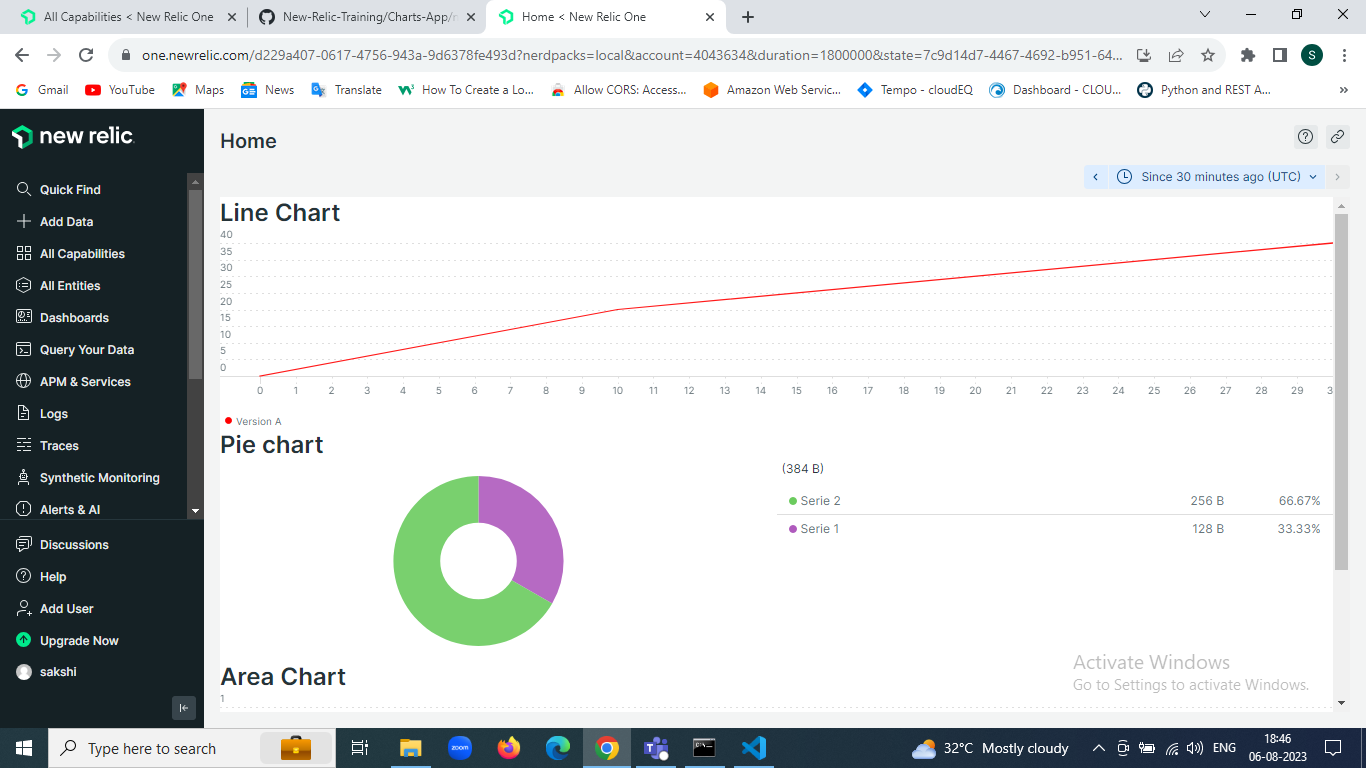 All Capabilities < New Relic One
New-Relic-Training/Charts-App/
Home < New Relic One
one.newrelic.com/d229a407-0617-4756-943a-9d6378fe493d?nerdpacks=local&account=4043634&duration=1800000&state=7c9d14d7-4467-4692-b951-64...
S
Gmail
YouTube
Maps
News
Translate
How To Create a Lo...
Allow CORS: Access...
Amazon Web Servic...
Tempo - cloudEQ
Dashboard - CLOU...
Python and REST A...
»
new relic
Quick Find
Add Data
All Capabilities
All Entities
Dashboards
Query Your Data
APM & Services
Logs
Traces
Synthetic Monitoring
Alerts & AI
Discussions
Help
Add User
Upgrade Now
sakshi
Home
Since 30 minutes ago (UTC)
Line Chart
40
35
30
25
20
15
10
5
0
0 1 2 3 4 5 6 7 8 9 10 11 12 13 14 15 16 17 18 19 20 21 22 23 24 25 26 27 28 29 3
Version A
Pie chart
(384 B)
Serie 2 256 B 66.67%
Serie 1 128 B 33.33%
Area Chart
1
Activate Windows
Go to Settings to activate Windows.
Type here to search
zoom
32°C Mostly cloudy
ENG
18:46
06-08-2023